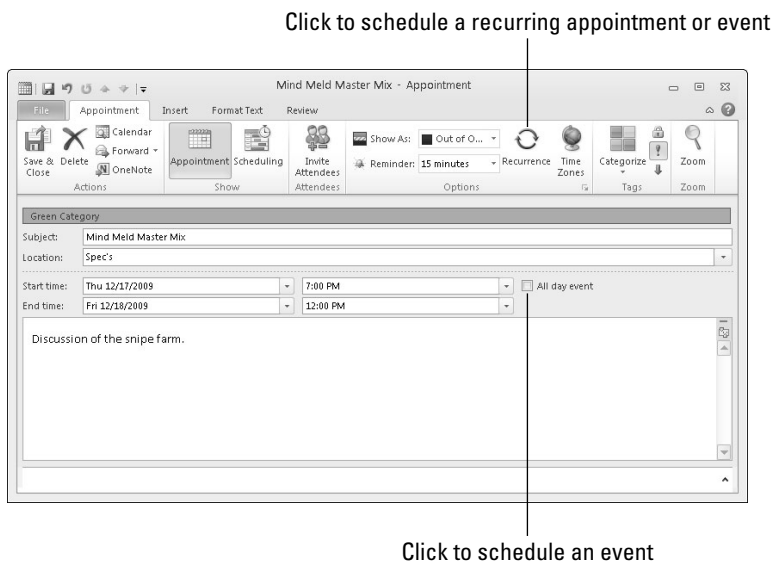 Click to schedule a recurring appointment or event
Mind Meld Master Mix - Appointment
File Appointment Insert Format Text Review
Save & Close
Delete
Calendar
Forward
OneNote
Actions
Appointment
Scheduling
Show
Invite Attendees
Attendees
Show As: Out of O...
Reminder: 15 minutes
Recurrence
Time Zones
Options
Categorize
Tags
Zoom
Zoom
Green Category
Subject: Mind Meld Master Mix
Location: Spec's
Start time: Thu 12/17/2009 7:00 PM All day event
End time: Fri 12/18/2009 12:00 PM
Discussion of the snipe farm.
Click to schedule an event